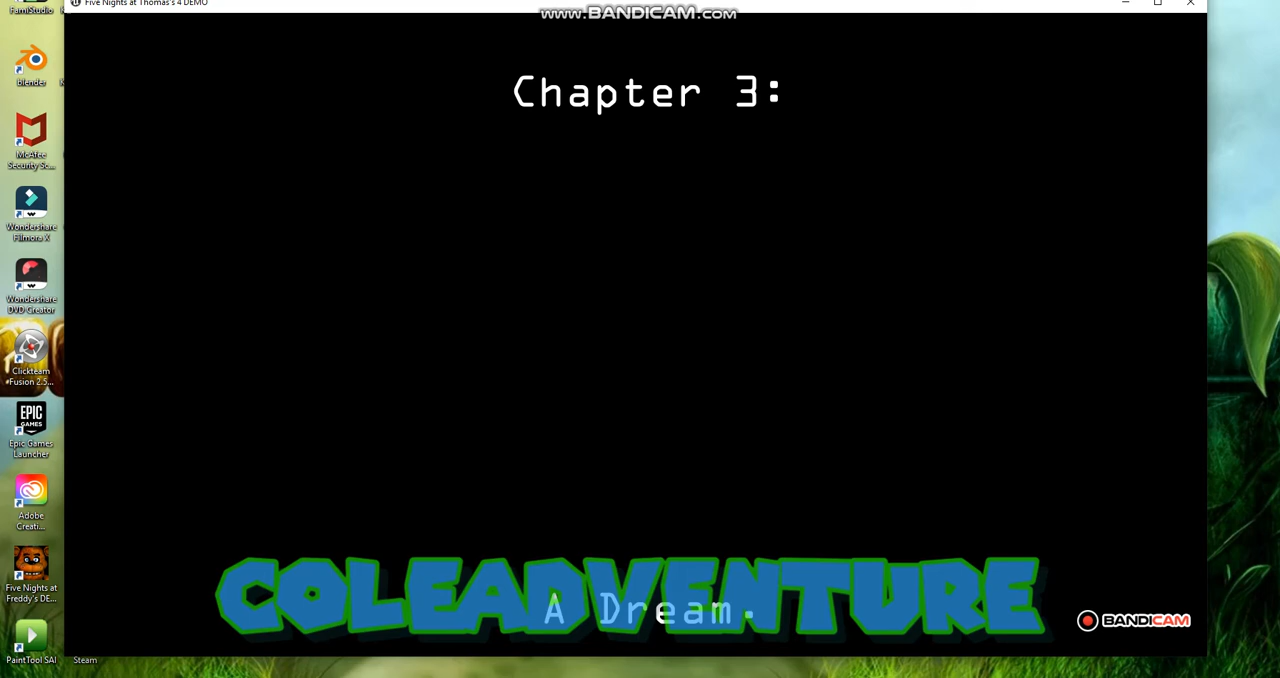 FamiStudio
Five Nights at Thomas's 4 DEMO
www.BANDICAM.com
Chapter 3:
blender
McAfee
Security Sc...
Wondershare
Filmora X
Wondershare
DVD Creator
Clickteam
Fusion 2.5...
EPIC
GAMES
Epic Games
Launcher
Adobe
Creati...
Five Nights at
Freddy's DE...
COLEADVENTURE
A Dream.
BANDICAM
PaintTool SAI
Steam